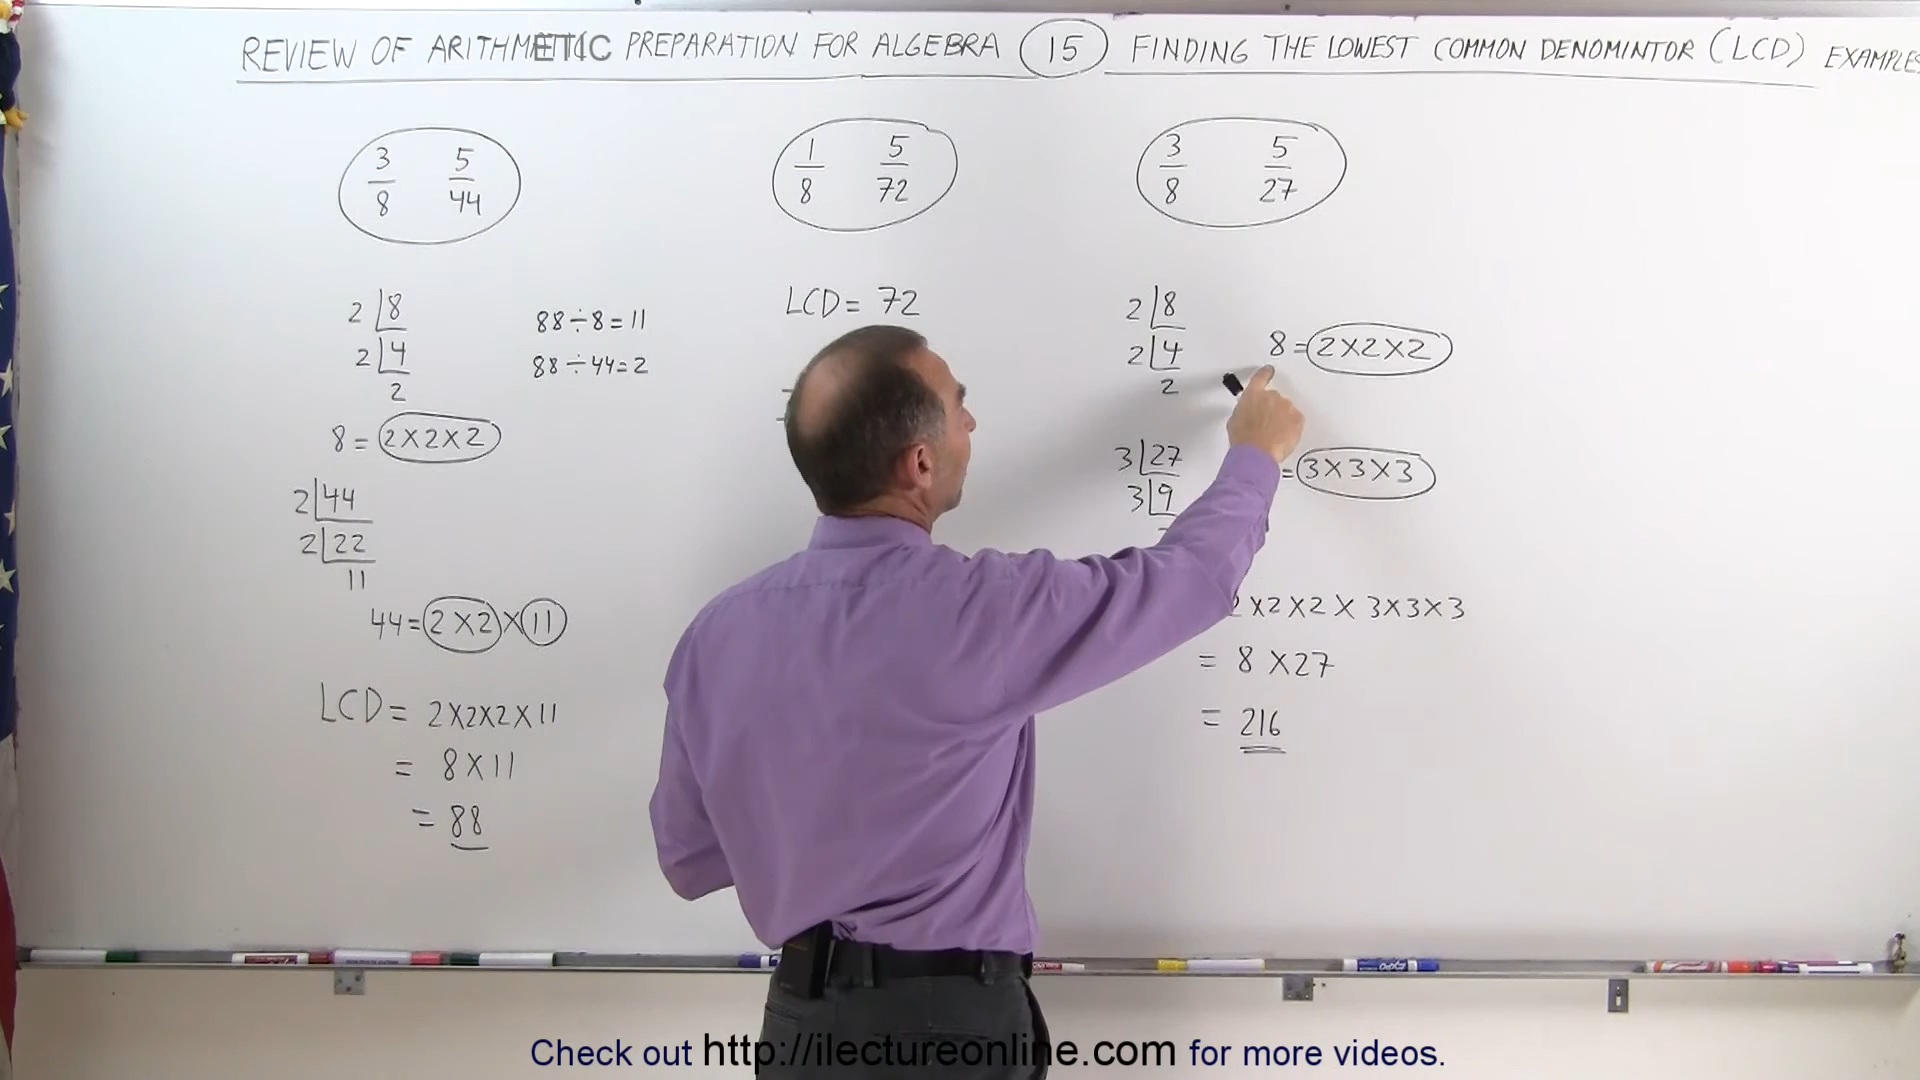 REVIEW OF ARITHMETIC PREPARATION FOR ALGEBRA 15 FINDING THE LOWEST COMMON DENOMINTOR (LCD) EXAMPLES
3/8 5/44
2 8
2 4
2
8 = 2×2×2
2 44
2 22
11
44 = 2×2 × 11
LCD = 2×2×2×11
= 8×11
= 88
88÷8=11
88÷44=2
1/8 5/72
LCD = 72
3/8 5/27
2 8
2 4
2
8 = 2×2×2
3 27
3 9
= 3×3×3
2×2×2×3×3×3
= 8×27
= 216
EXPO
Check out http://ilectureonline.com for more videos.